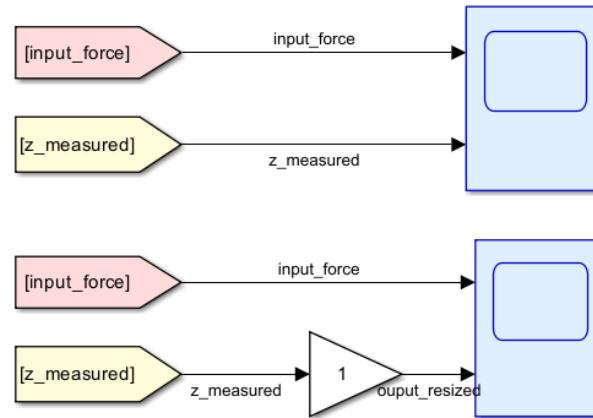 [input_force]
input_force
[z_measured]
z_measured
[input_force]
input_force
[z_measured]
z_measured
1
ouput_resized